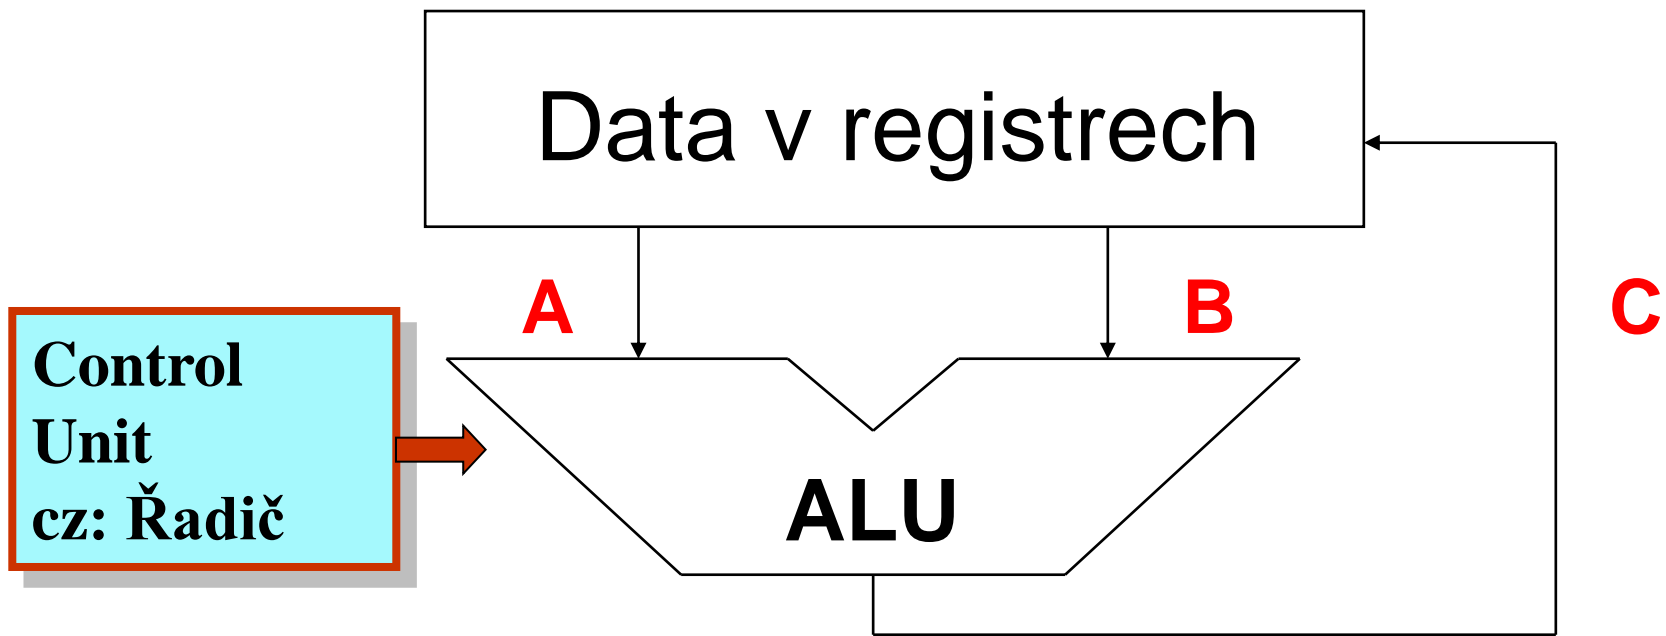 Data v registrech
A
B
C
Control
Unit
cz: Řadič
ALU